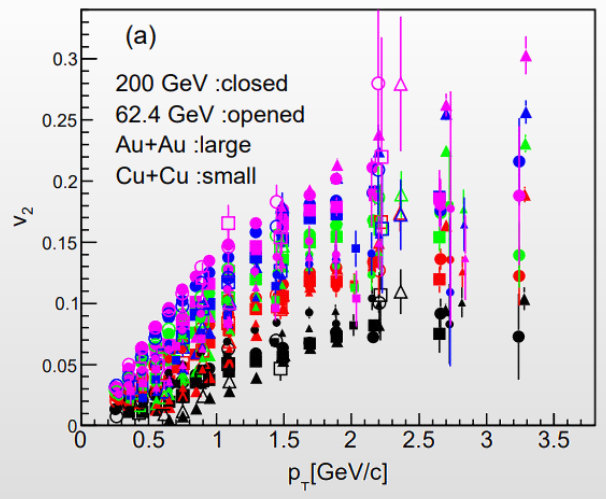 (a)
200 GeV :closed
62.4 GeV :opened
Au+Au :large
Cu+Cu :small
v2
0.3
0.25
0.2
0.15
0.1
0.05
0
0 0.5 1 1.5 2 2.5 3 3.5
pT[GeV/c]